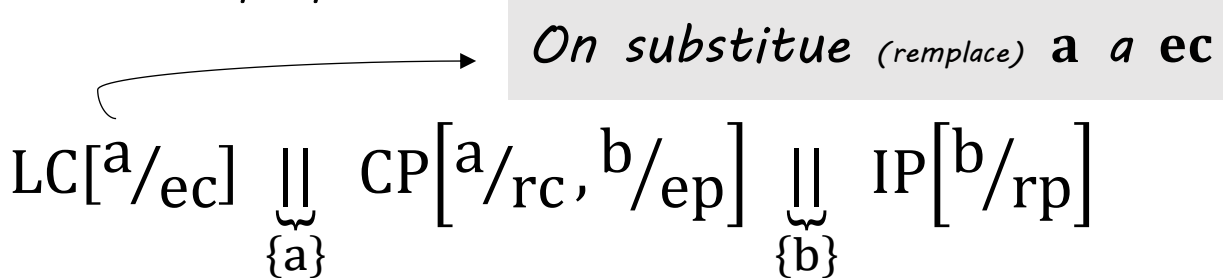 On substitue (remplace) a a ec
LC[a/ec] || CP[a/rc, b/ep] || IP[b/rp]
{a} {b}